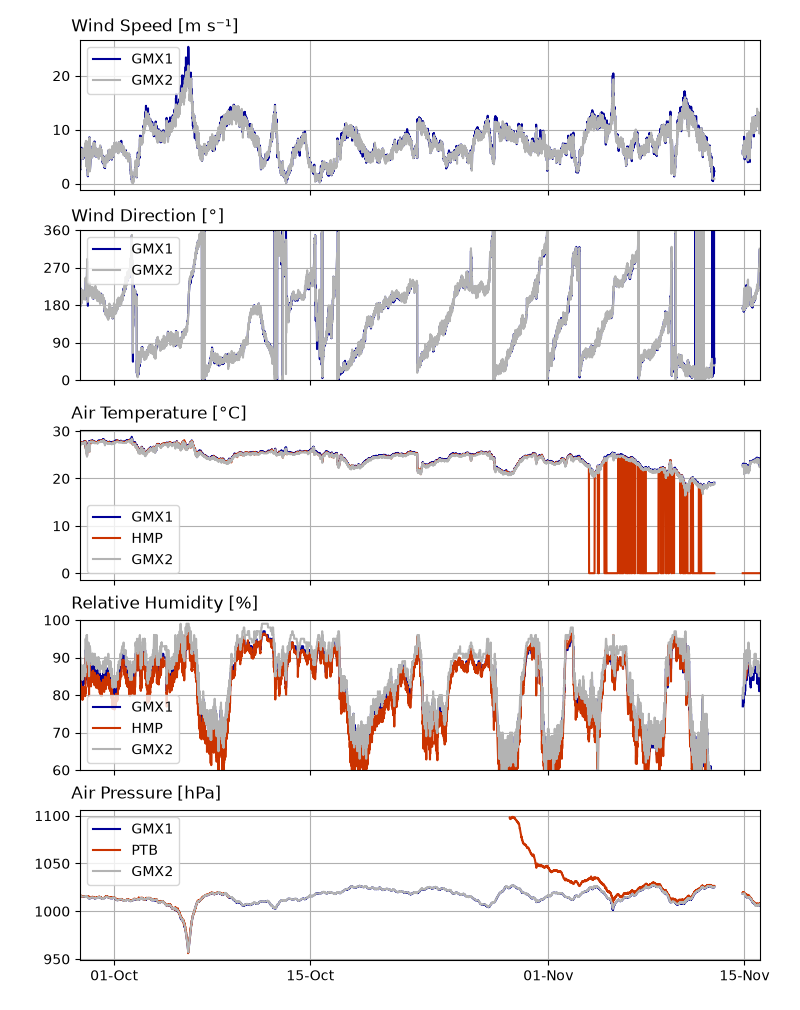 Wind Speed [m s⁻¹]
GMX1
GMX2
20
10
0
Wind Direction [°]
GMX1
GMX2
360
270
180
90
0
Air Temperature [°C]
GMX1
HMP
GMX2
30
20
10
0
Relative Humidity [%]
GMX1
HMP
GMX2
100
90
80
70
60
Air Pressure [hPa]
GMX1
PTB
GMX2
1100
1050
1000
950
01-Oct 15-Oct 01-Nov 15-Nov